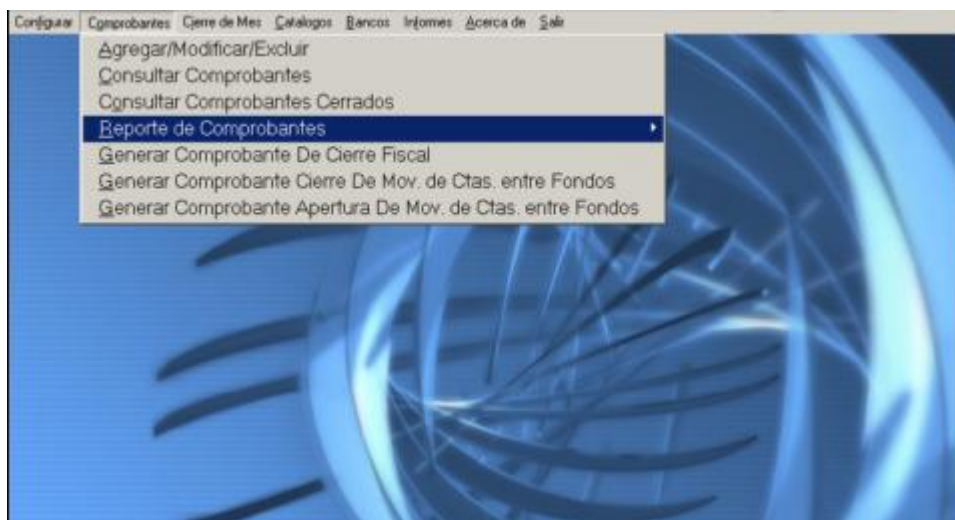 Configurar Comprobantes Cierre de Mes Catalogos Bancos Informes Acerca de Salir
Agregar/Modificar/Excluir
Consultar Comprobantes
Consultar Comprobantes Cerrados
Reporte de Comprobantes
Generar Comprobante De Cierre Fiscal
Generar Comprobante Cierre De Mov. de Ctas. entre Fondos
Generar Comprobante Apertura De Mov. de Ctas. entre Fondos